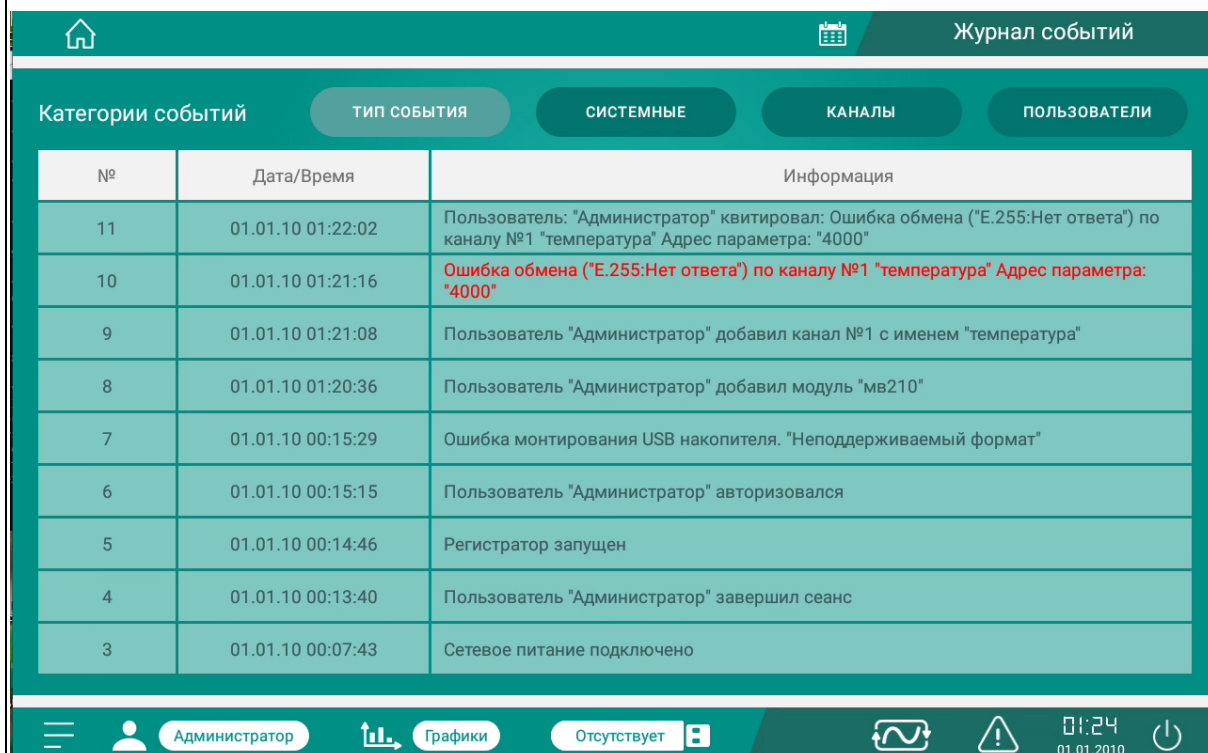 Журнал событий
Категории событий ТИП СОБЫТИЯ СИСТЕМНЫЕ КАНАЛЫ ПОЛЬЗОВАТЕЛИ
№ Дата/Время Информация
11 01.01.10 01:22:02 Пользователь: "Администратор" квитировал: Ошибка обмена ("E.255:Нет ответа") по
каналу №1 "температура" Адрес параметра: "4000"
10 01.01.10 01:21:16 Ошибка обмена ("E.255:Нет ответа") по каналу №1 "температура" Адрес параметра:
"4000"
9 01.01.10 01:21:08 Пользователь "Администратор" добавил канал №1 с именем "температура"
8 01.01.10 01:20:36 Пользователь "Администратор" добавил модуль "мв210"
7 01.01.10 00:15:29 Ошибка монтирования USB накопителя. "Неподдерживаемый формат"
6 01.01.10 00:15:15 Пользователь "Администратор" авторизовался
5 01.01.10 00:14:46 Регистратор запущен
4 01.01.10 00:13:40 Пользователь "Администратор" завершил сеанс
3 01.01.10 00:07:43 Сетевое питание подключено
Администратор Графики Отсутствует 01:24
01.01.2010